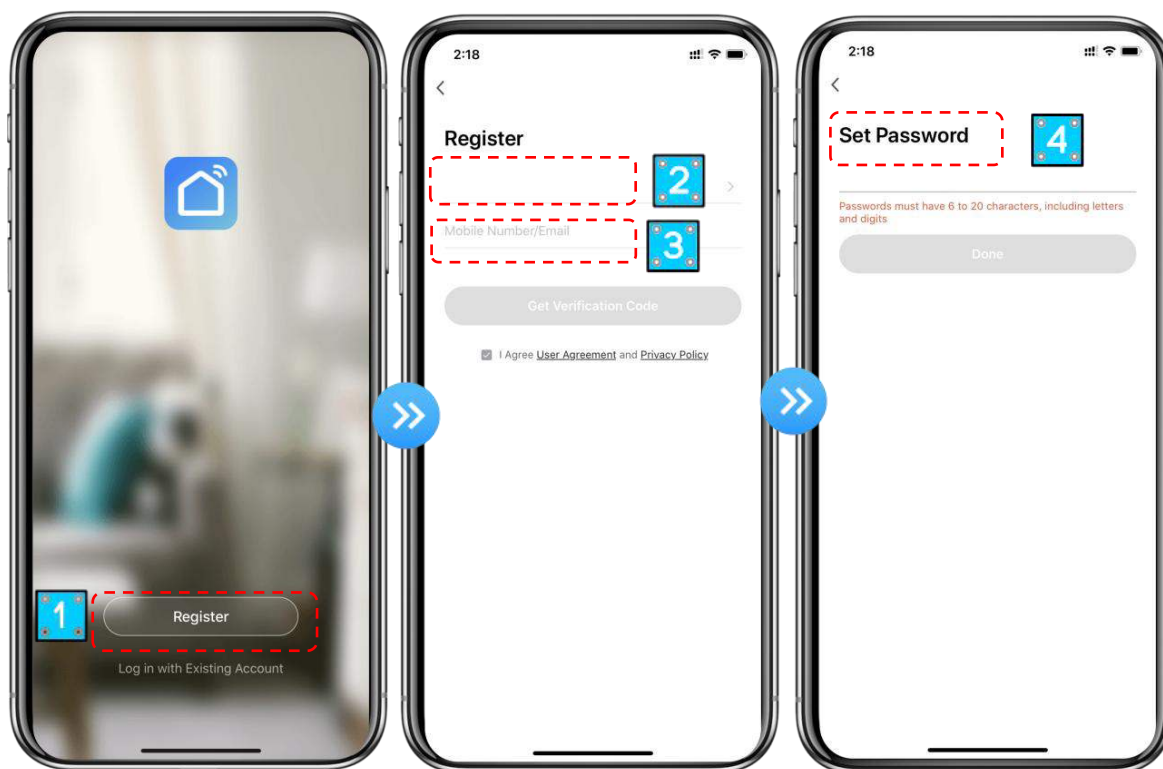 1
Register
Log in with Existing Account
2:18
Register
2
Mobile Number/Email
3
Get Verification Code
I Agree User Agreement and Privacy Policy
2:18
Set Password
4
Passwords must have 6 to 20 characters, including letters
and digits
Done